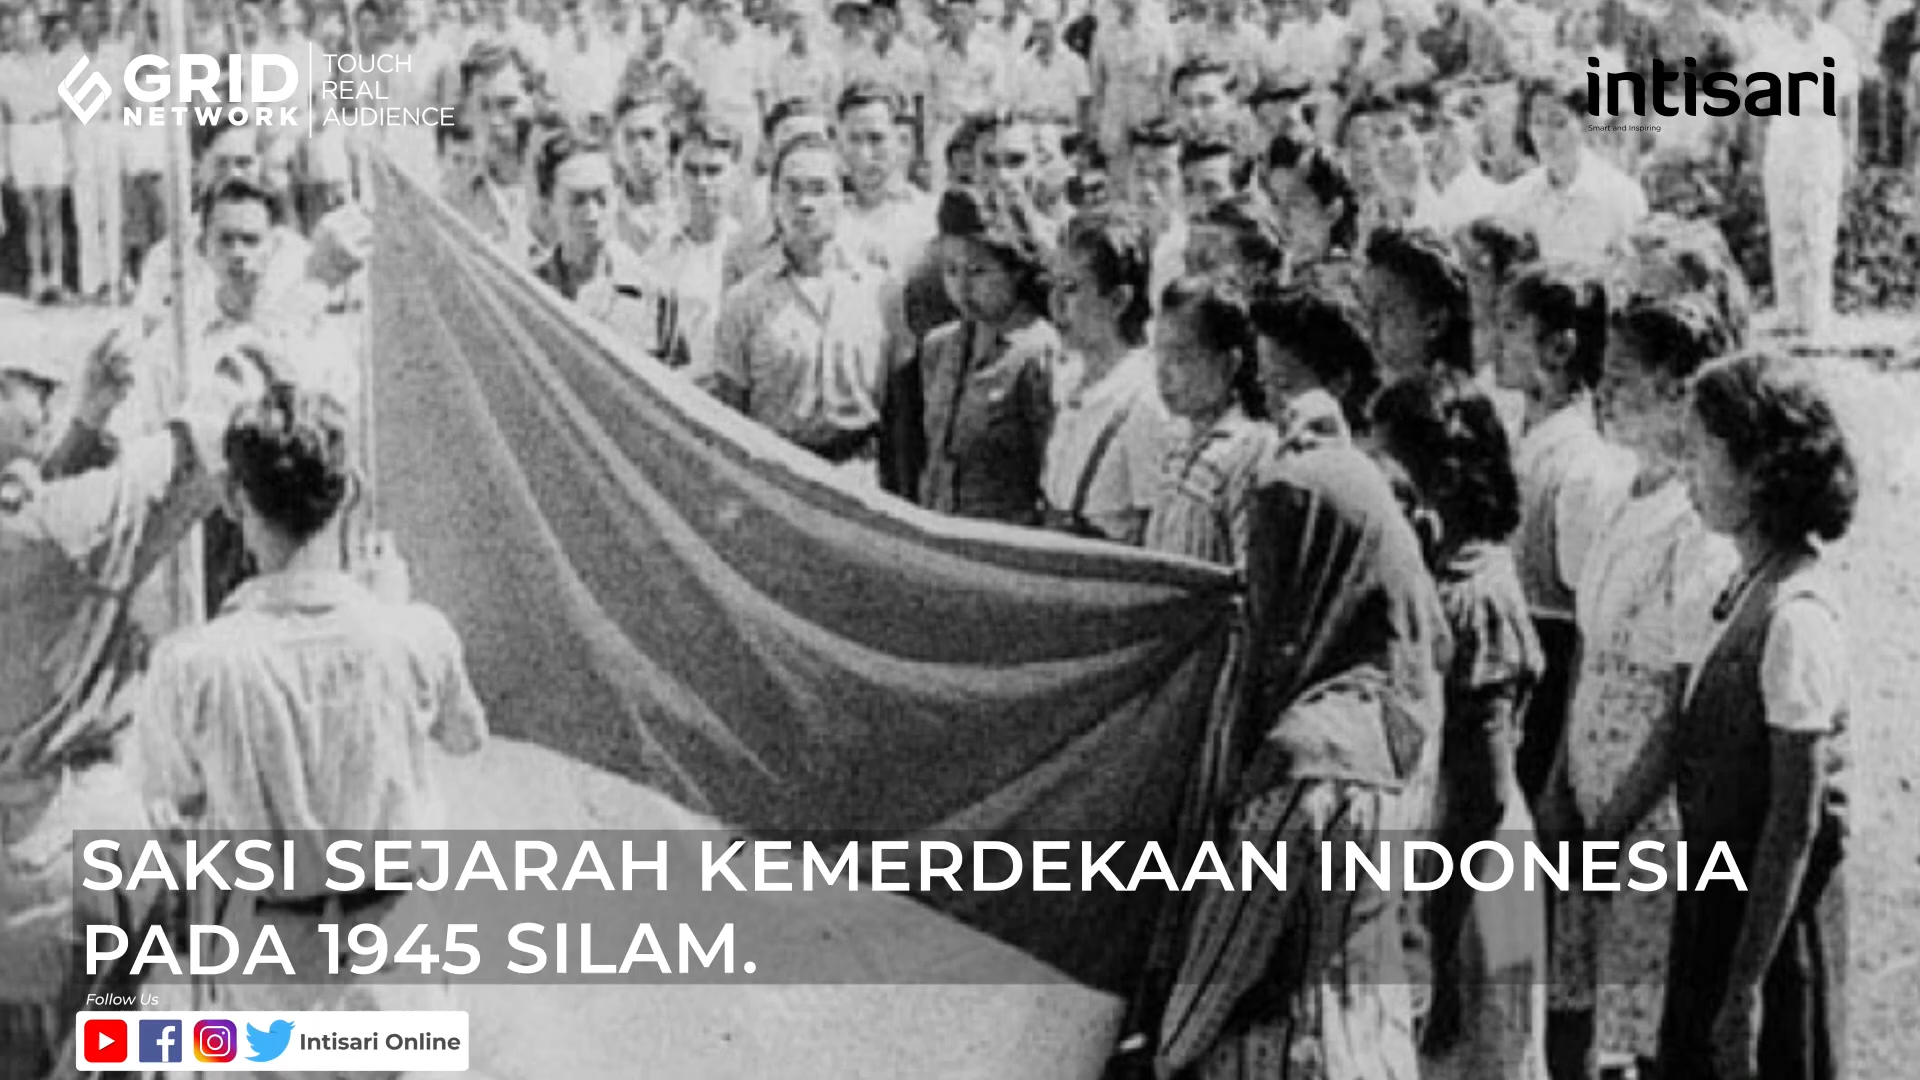 GRID
NETWORK
TOUCH
REAL
AUDIENCE
intisari
Smart and Inspiring
SAKSI SEJARAH KEMERDEKAAN INDONESIA
PADA 1945 SILAM.
Follow Us
Intisari Online